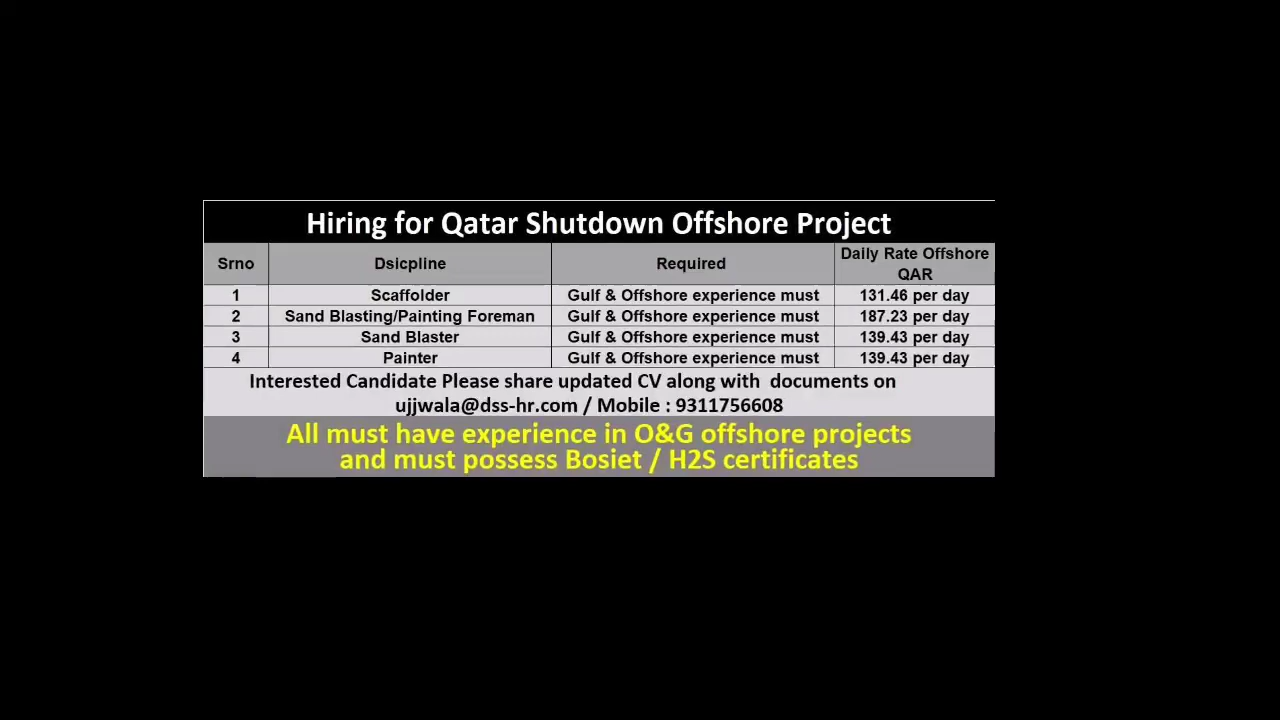 Hiring for Qatar Shutdown Offshore Project
Srno Dsicpline Required Daily Rate Offshore QAR
1 Scaffolder Gulf & Offshore experience must 131.46 per day
2 Sand Blasting/Painting Foreman Gulf & Offshore experience must 187.23 per day
3 Sand Blaster Gulf & Offshore experience must 139.43 per day
4 Painter Gulf & Offshore experience must 139.43 per day
Interested Candidate Please share updated CV along with documents on
ujjwala@dss-hr.com / Mobile : 9311756608
All must have experience in O&G offshore projects
and must possess Bosiet / H2S certificates